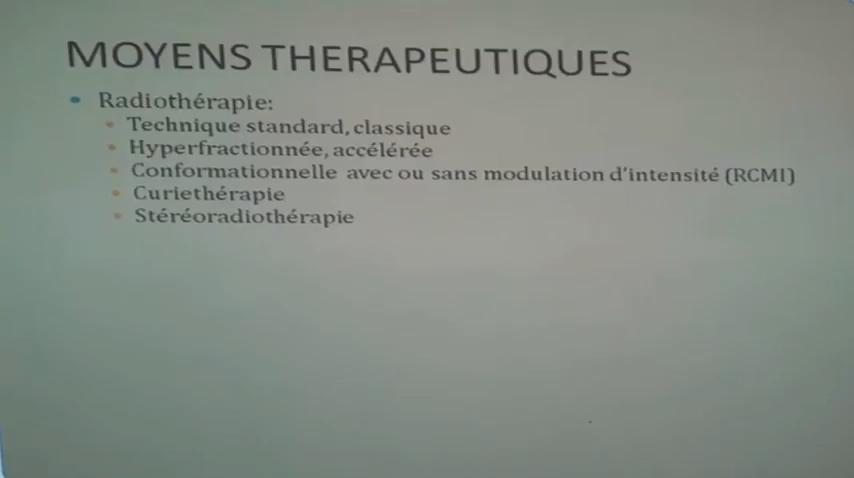 MOYENS THERAPEUTIQUES
Radiothérapie:
Technique standard, classique
Hyperfractionnée, accélérée
Conformationnelle avec ou sans modulation d'intensité (RCMI)
Curiethérapie
Stéréoradiothérapie